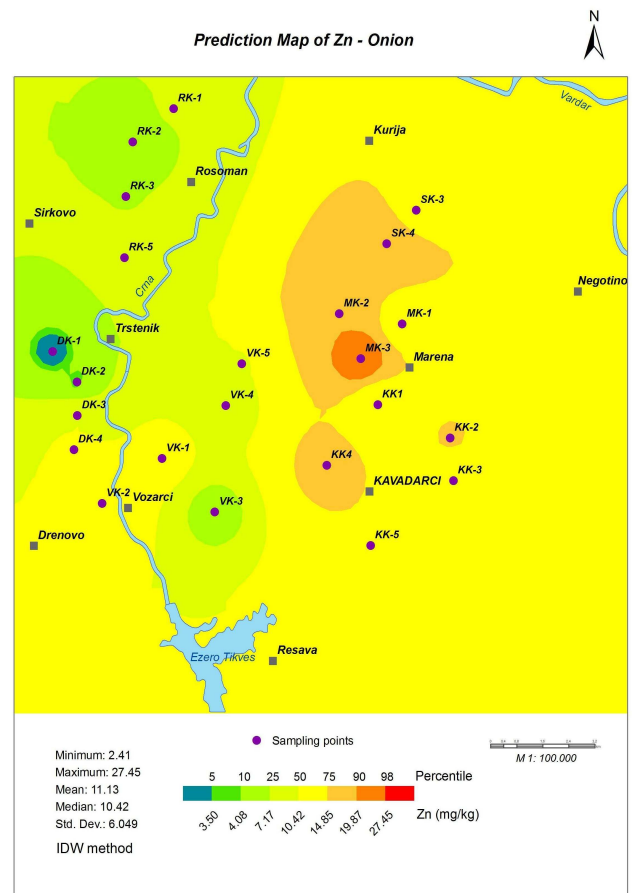 N
Prediction Map of Zn - Onion
Vardar
RK-1
Kurija
RK-2
Rosoman
RK-3
SK-3
Sirkovo
SK-4
RK-5
Crna
Negotino
MK-2
MK-1
Trstenik
DK-1
MK-3
VK-5
Marena
DK-2
VK-4
KK1
DK-3
KK-2
DK-4
VK-1
KK4
KK-3
KAVADARCI
VK-2
Vozarci
VK-3
Drenovo
KK-5
Ezero Tikves
Resava
Sampling points
M 1: 100.000
Minimum: 2.41
Maximum: 27.45
Mean: 11.13
Median: 10.42
Std. Dev.: 6.049
IDW method
5 10 25 50 75 90 98 Percentile
3.50 4.08 7.17 10.42 14.85 19.87 27.45 Zn (mg/kg)